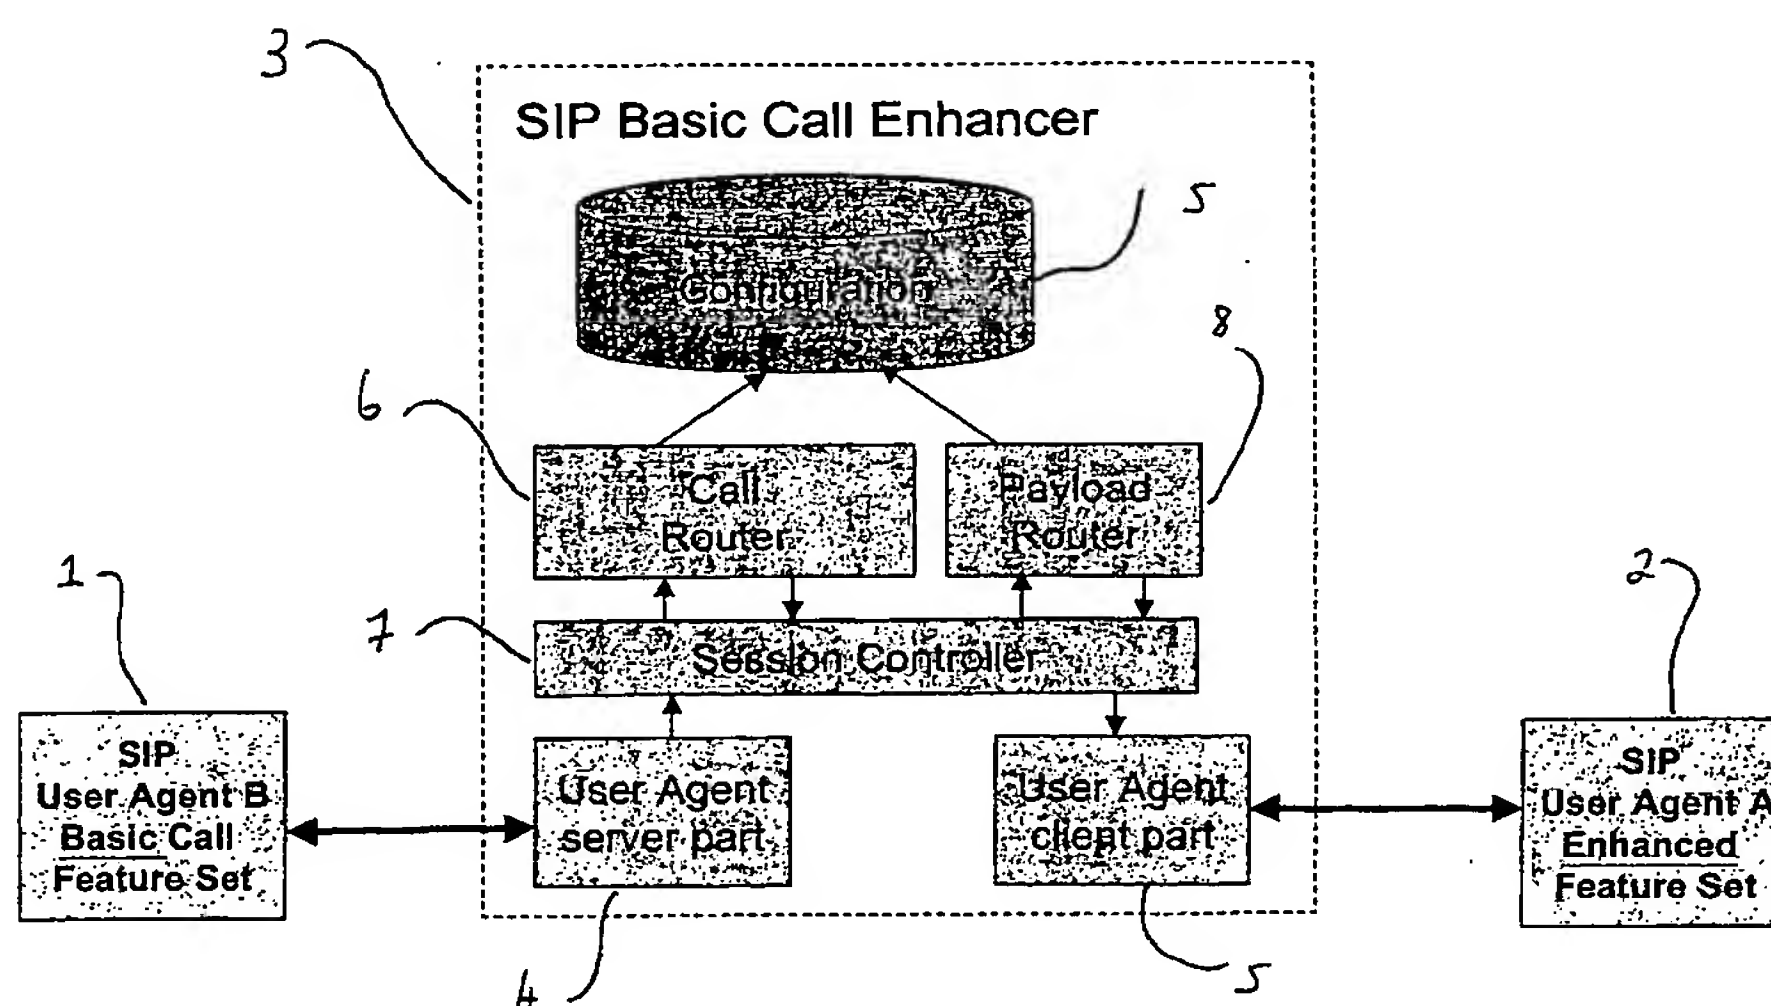 3
SIP Basic Call Enhancer
5
Configuration
8
6
Call
Router
Payload
Router
1
2
7
Session Controller
SIP
User Agent B
Basic Call
Feature Set
User Agent
server part
User Agent
client part
SIP
User Agent A
Enhanced
Feature Set
4
5